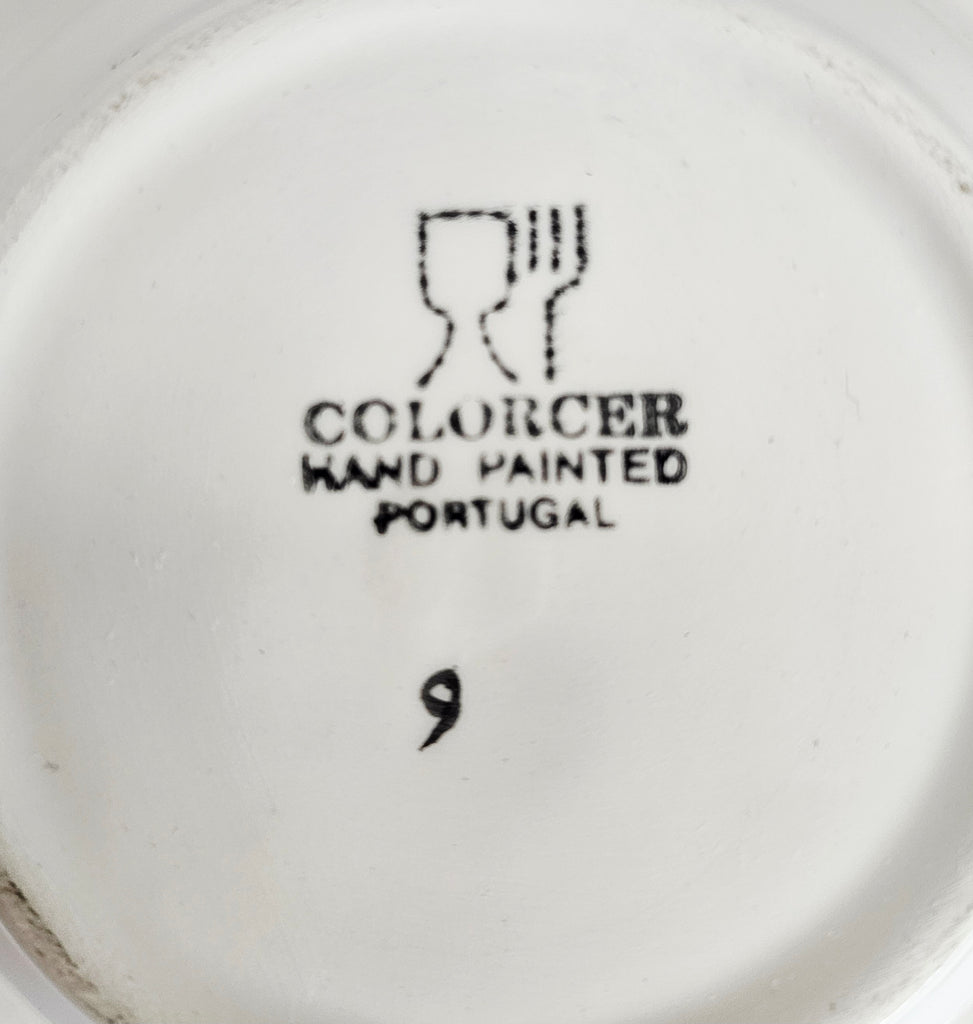 COLORCER
HAND PAINTED
PORTUGAL
9